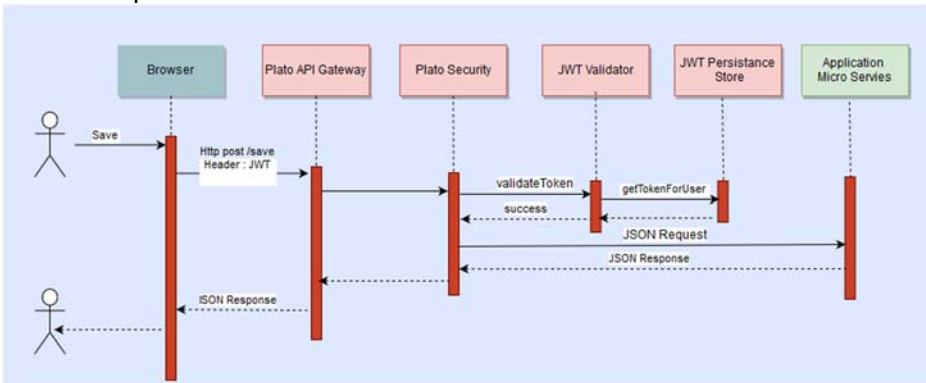 Browser
Plato API Gateway
Plato Security
JWT Validator
JWT Persistance
Store
Application
Micro Servies
Save
Http post /save
Header : JWT
validateToken
getTokenForUser
success
JSON Request
JSON Response
JSON Response